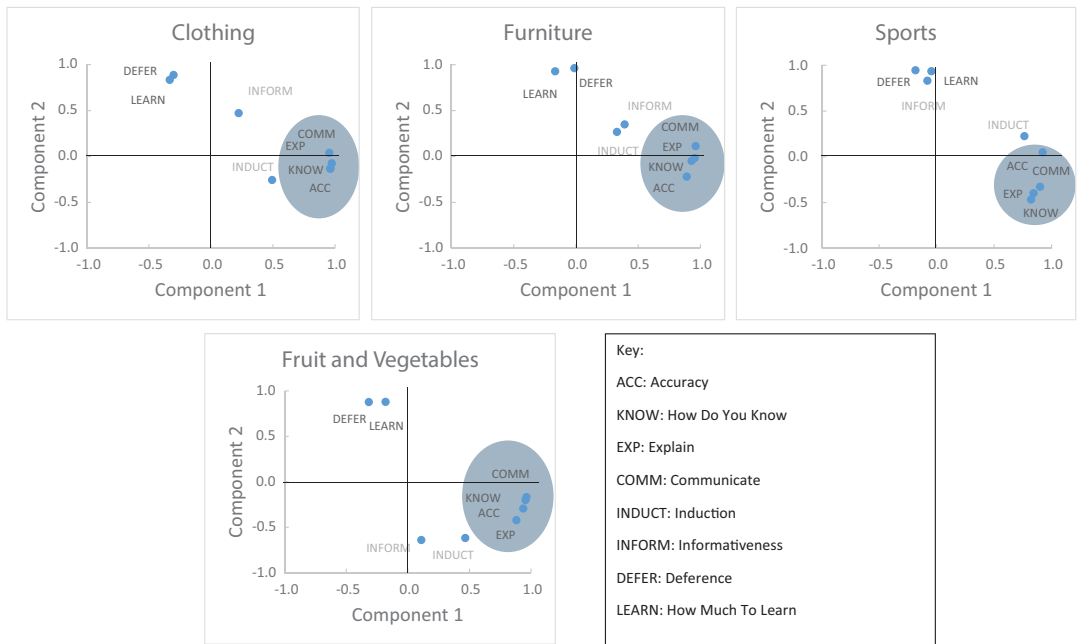 Clothing
Component 2
1.0
0.5
0.0
-0.5
-1.0
DEFER
LEARN
INFORM
COMM
EXP
INDUCT
KNOW
ACC
-1.0 -0.5 0.0 0.5 1.0
Component 1
Furniture
Component 2
1.0
0.5
0.0
-0.5
-1.0
DEFER
LEARN
INFORM
COMM
EXP
INDUCT
KNOW
ACC
-1.0 -0.5 0.0 0.5 1.0
Component 1
Sports
Component 2
1.0
0.5
0.0
-0.5
-1.0
DEFER LEARN
INFORM
INDUCT
ACC
COMM
EXP
KNOW
-1.0 -0.5 0.0 0.5 1.0
Component 1
Fruit and Vegetables
Component 2
1.0
0.5
0.0
-0.5
-1.0
DEFER LEARN
COMM
KNOW
ACC
EXP
INFORM INDUCT
-1.0 -0.5 0.0 0.5 1.0
Component 1
Key:
ACC: Accuracy
KNOW: How Do You Know
EXP: Explain
COMM: Communicate
INDUCT: Induction
INFORM: Informativeness
DEFER: Deference
LEARN: How Much To Learn